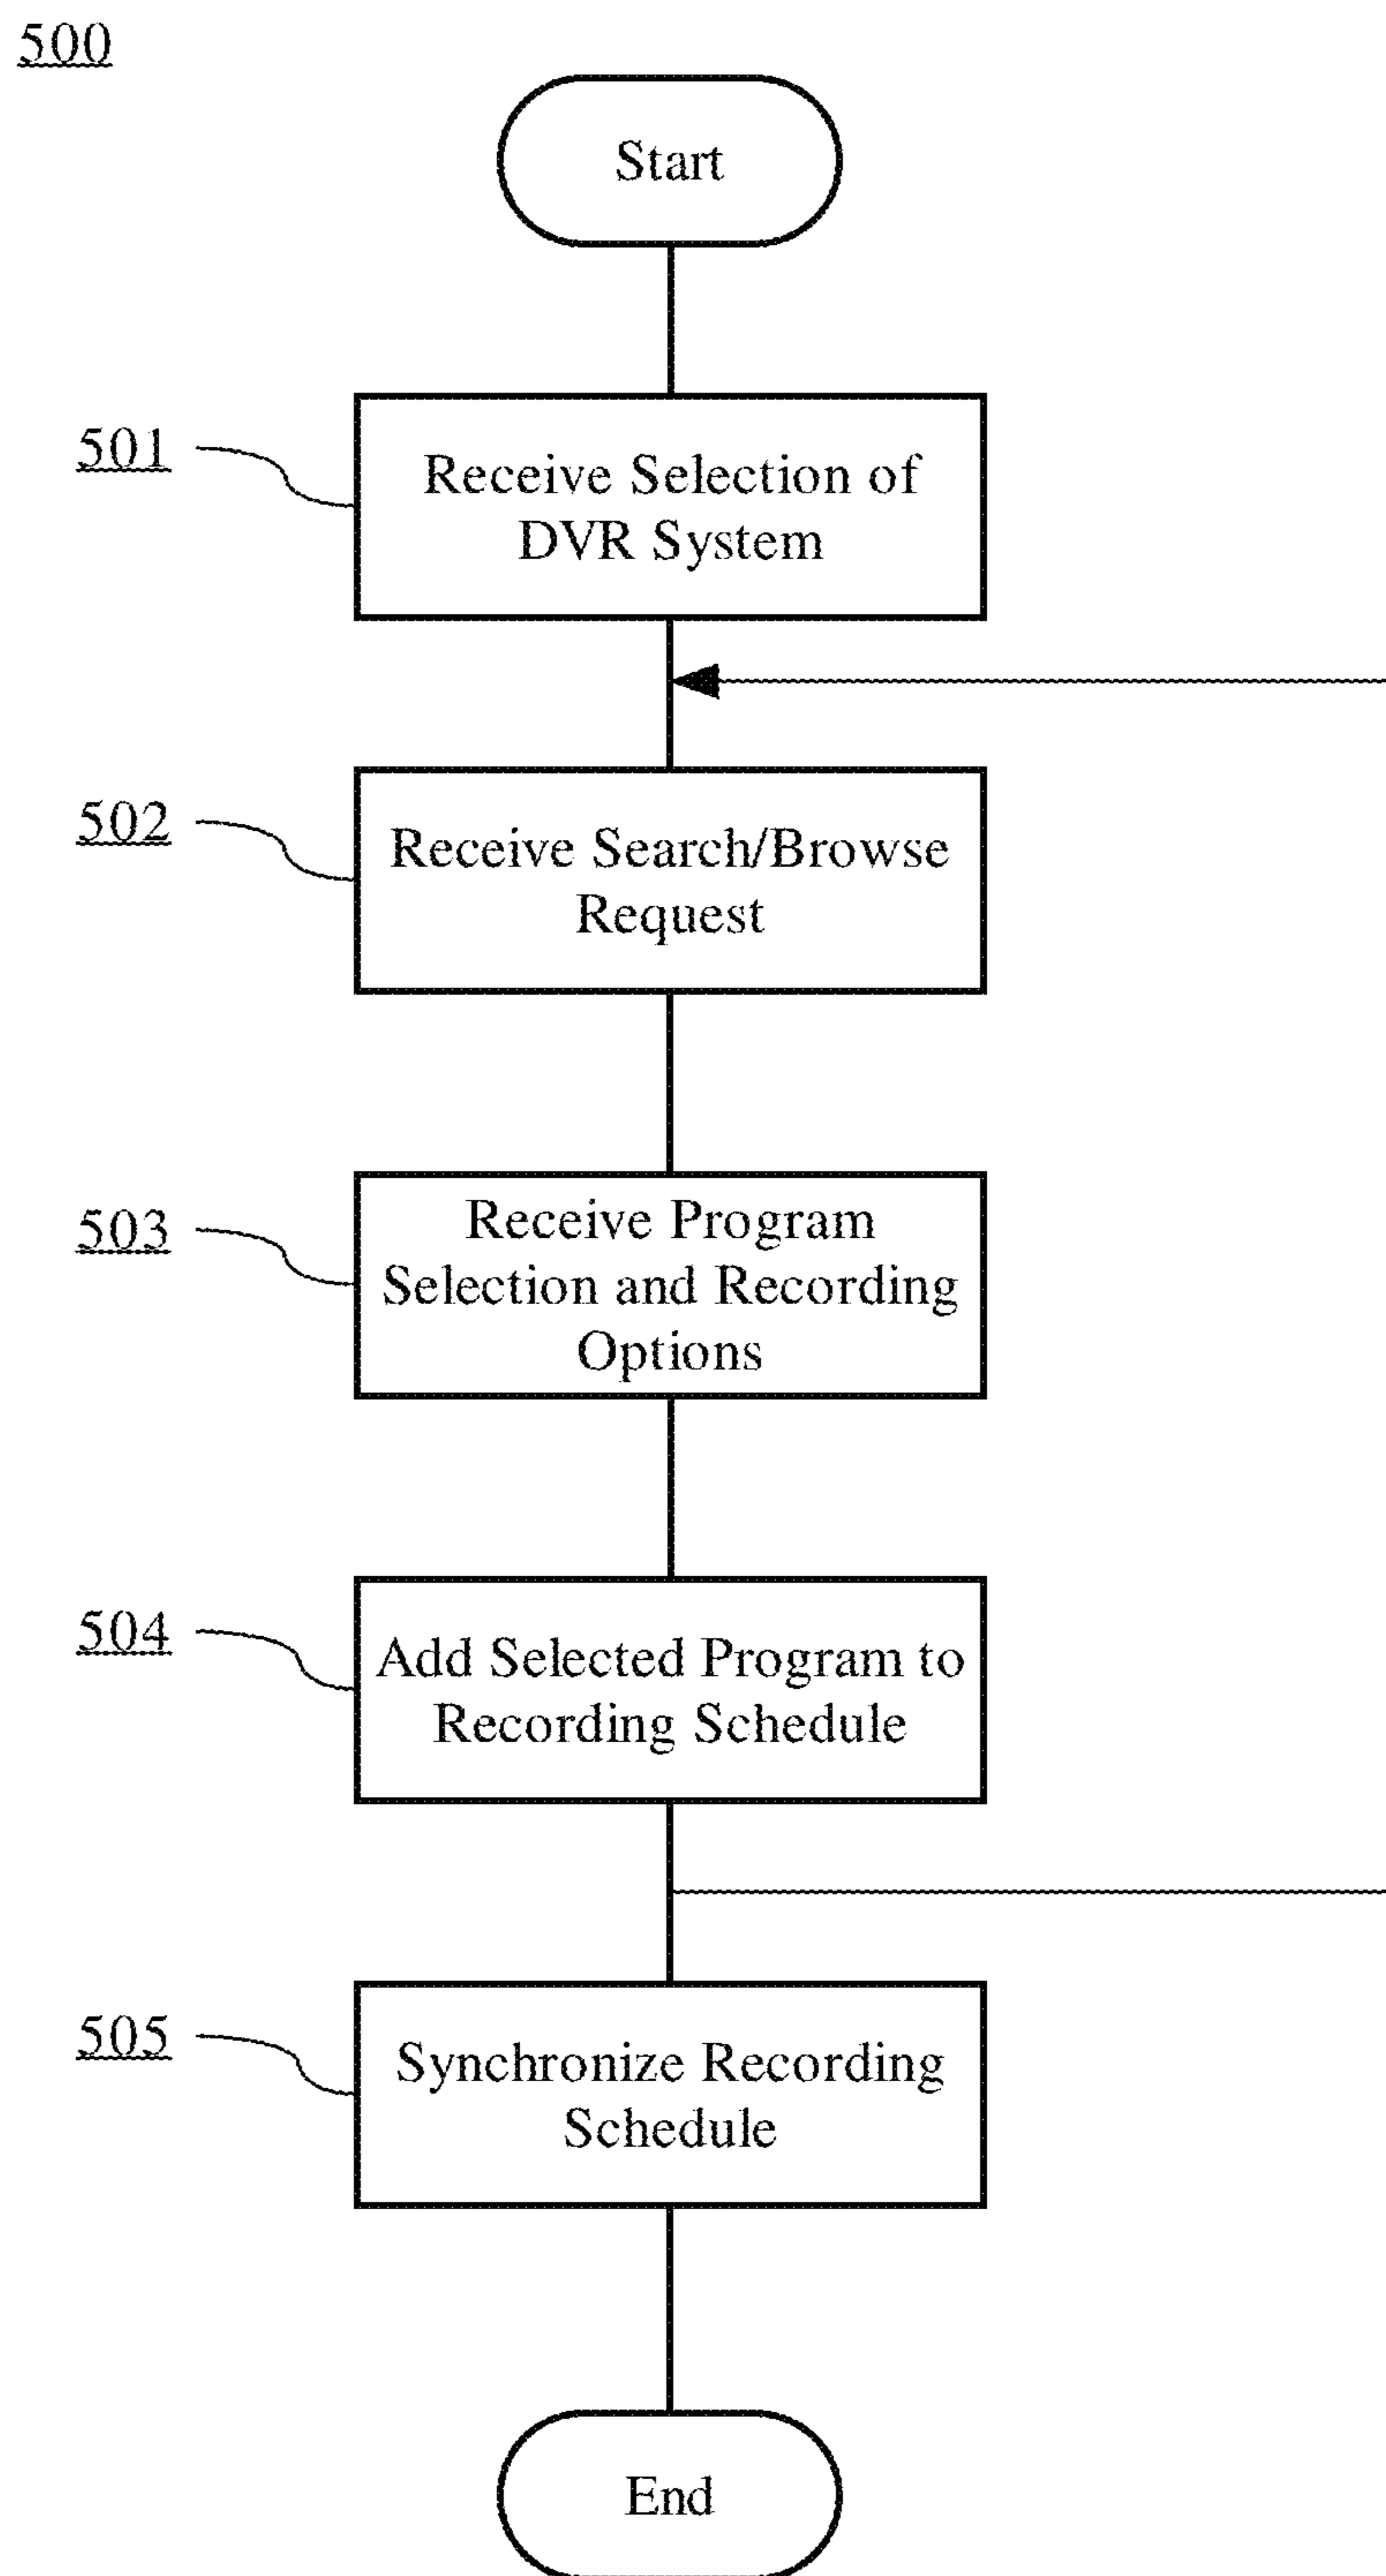 500
Start
501
Receive Selection of
DVR System
502
Receive Search/Browse
Request
503
Receive Program
Selection and Recording
Options
504
Add Selected Program to
Recording Schedule
505
Synchronize Recording
Schedule
End